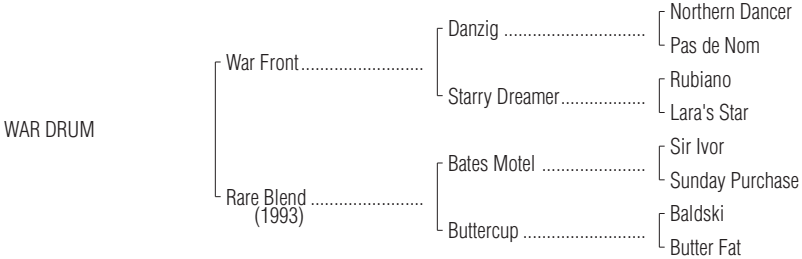 Northern Dancer
Danzig ..............................
Pas de Nom
War Front..........................
Rubiano
Starry Dreamer..................
Lara's Star
WAR DRUM
Sir Ivor
Bates Motel ......................
Sunday Purchase
Rare Blend ........................
(1993)
Baldski
Buttercup ..........................
Butter Fat